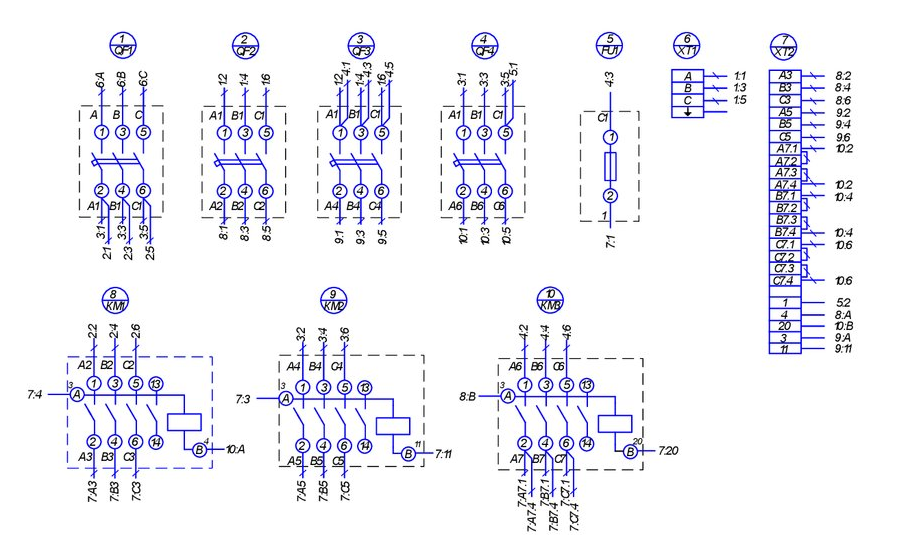 1
QF1
2
QF2
3
QF3
4
QF4
5
FU1
6
XT1
7
XT2
6:A 6:B 6:C
1:2 1:4 1:6
1:2 4:1 1:4 4:3 1:6 4:5
3:1 3:3 3:5 5:1
4:3
A 1:1
B 1:3
C 1:5
A3 8:2
B3 8:4
C3 8:6
A5 9:2
B5 9:4
C5 9:6
A7.1 10:2
A7.2
A7.3
A7.4 10:2
B7.1 10:4
B7.2
B7.3
B7.4 10:4
C7.1 10:6
C7.2
C7.3
C7.4 10:6
1 5:2
4 8:A
20 10:B
3 9:A
11 9:11
A B C
1 3 5
2 4 6
A1 B1 C1
3:1 3:3 3:5
2:1 2:3 2:5
A1 B1 C1
1 3 5
2 4 6
A2 B2 C2
8:1 8:3 8:5
A1 B1 C1
1 3 5
2 4 6
A4 B4 C4
9:1 9:3 9:5
A1 B1 C1
1 3 5
2 4 6
A6 B6 C6
10:1 10:3 10:5
C1
1
2
1
7:1
8
KM1
9
KM2
10
KM3
2:2 2:4 2:6
A2 B2 C2
1 3 5 13
7:4 3 A
2 4 6 14
B 4 10:A
A3 B3 C3
7:A3 7:B3 7:C3
3:2 3:4 3:6
A4 B4 C4
1 3 5 13
7:3 3 A
2 4 6 14
B 11 7:11
A5 B5 C5
7:A5 7:B5 7:C5
4:2 4:4 4:6
A6 B6 C6
1 3 5 13
8:B 3 A
2 4 6 14
B 20 7:20
A7 B7 C7
7:A7.1 7:B7.1 7:C7.1
7:A7.4 7:B7.4 7:C7.4